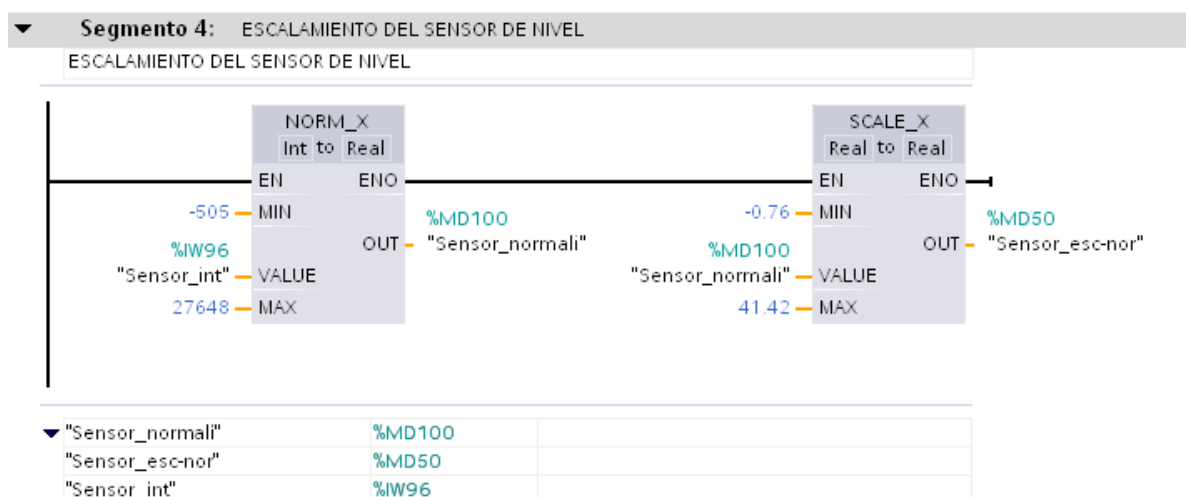 Segmento 4: ESCALAMIENTO DEL SENSOR DE NIVEL
ESCALAMIENTO DEL SENSOR DE NIVEL
NORM_X
Int to Real
EN ENO
-505 MIN
%MD100
OUT "Sensor_normali"
%IW96
"Sensor_int" VALUE
27648 MAX
SCALE_X
Real to Real
EN ENO
-0.76 MIN
%MD50
OUT "Sensor_esc-nor"
%MD100
"Sensor_normali" VALUE
41.42 MAX
"Sensor_normali" %MD100
"Sensor_esc-nor" %MD50
"Sensor_int" %IW96